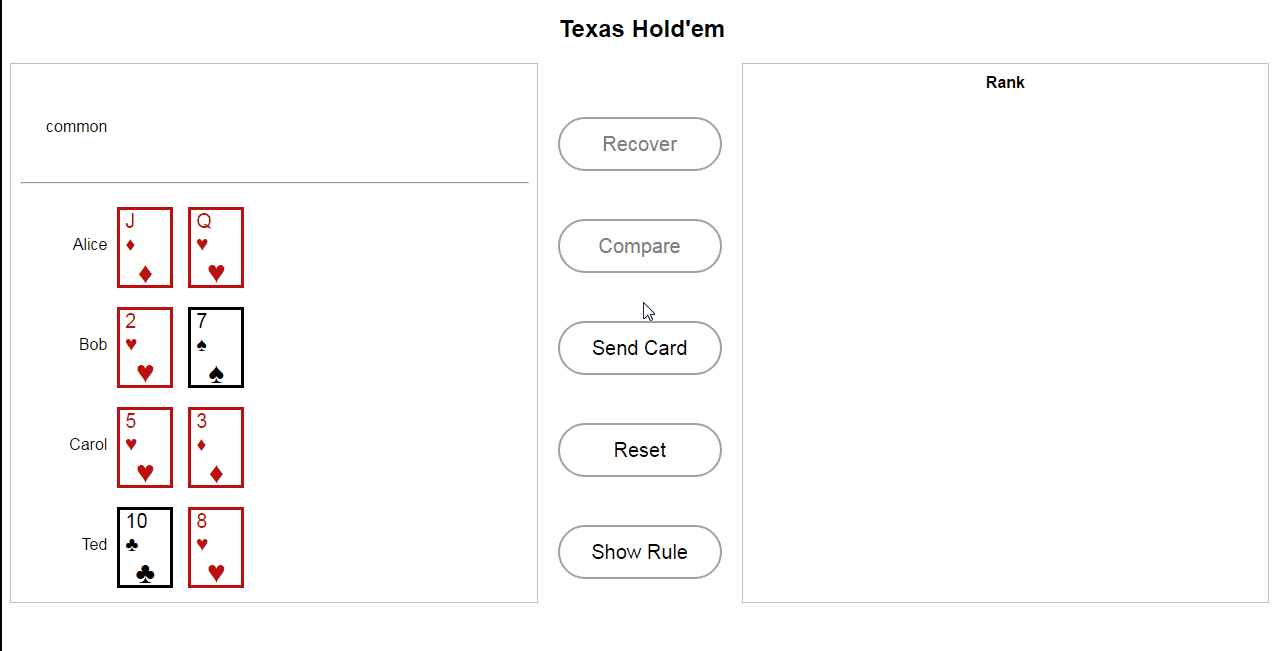 Texas Hold'em
common
Alice
J
♦
♦
Q
♥
♥
Bob
2
♥
♥
7
♠
♠
Carol
5
♥
♥
3
♦
♦
Ted
10
♣
♣
8
♥
♥
Recover
Compare
Send Card
Reset
Show Rule
Rank